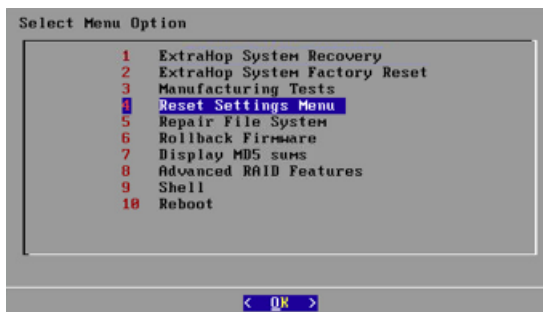 Select Menu Option
1 ExtraHop System Recovery
2 ExtraHop System Factory Reset
3 Manufacturing Tests
4 Reset Settings Menu
5 Repair File System
6 Rollback Firmware
7 Display MD5 sums
8 Advanced RAID Features
9 Shell
10 Reboot
< OK >